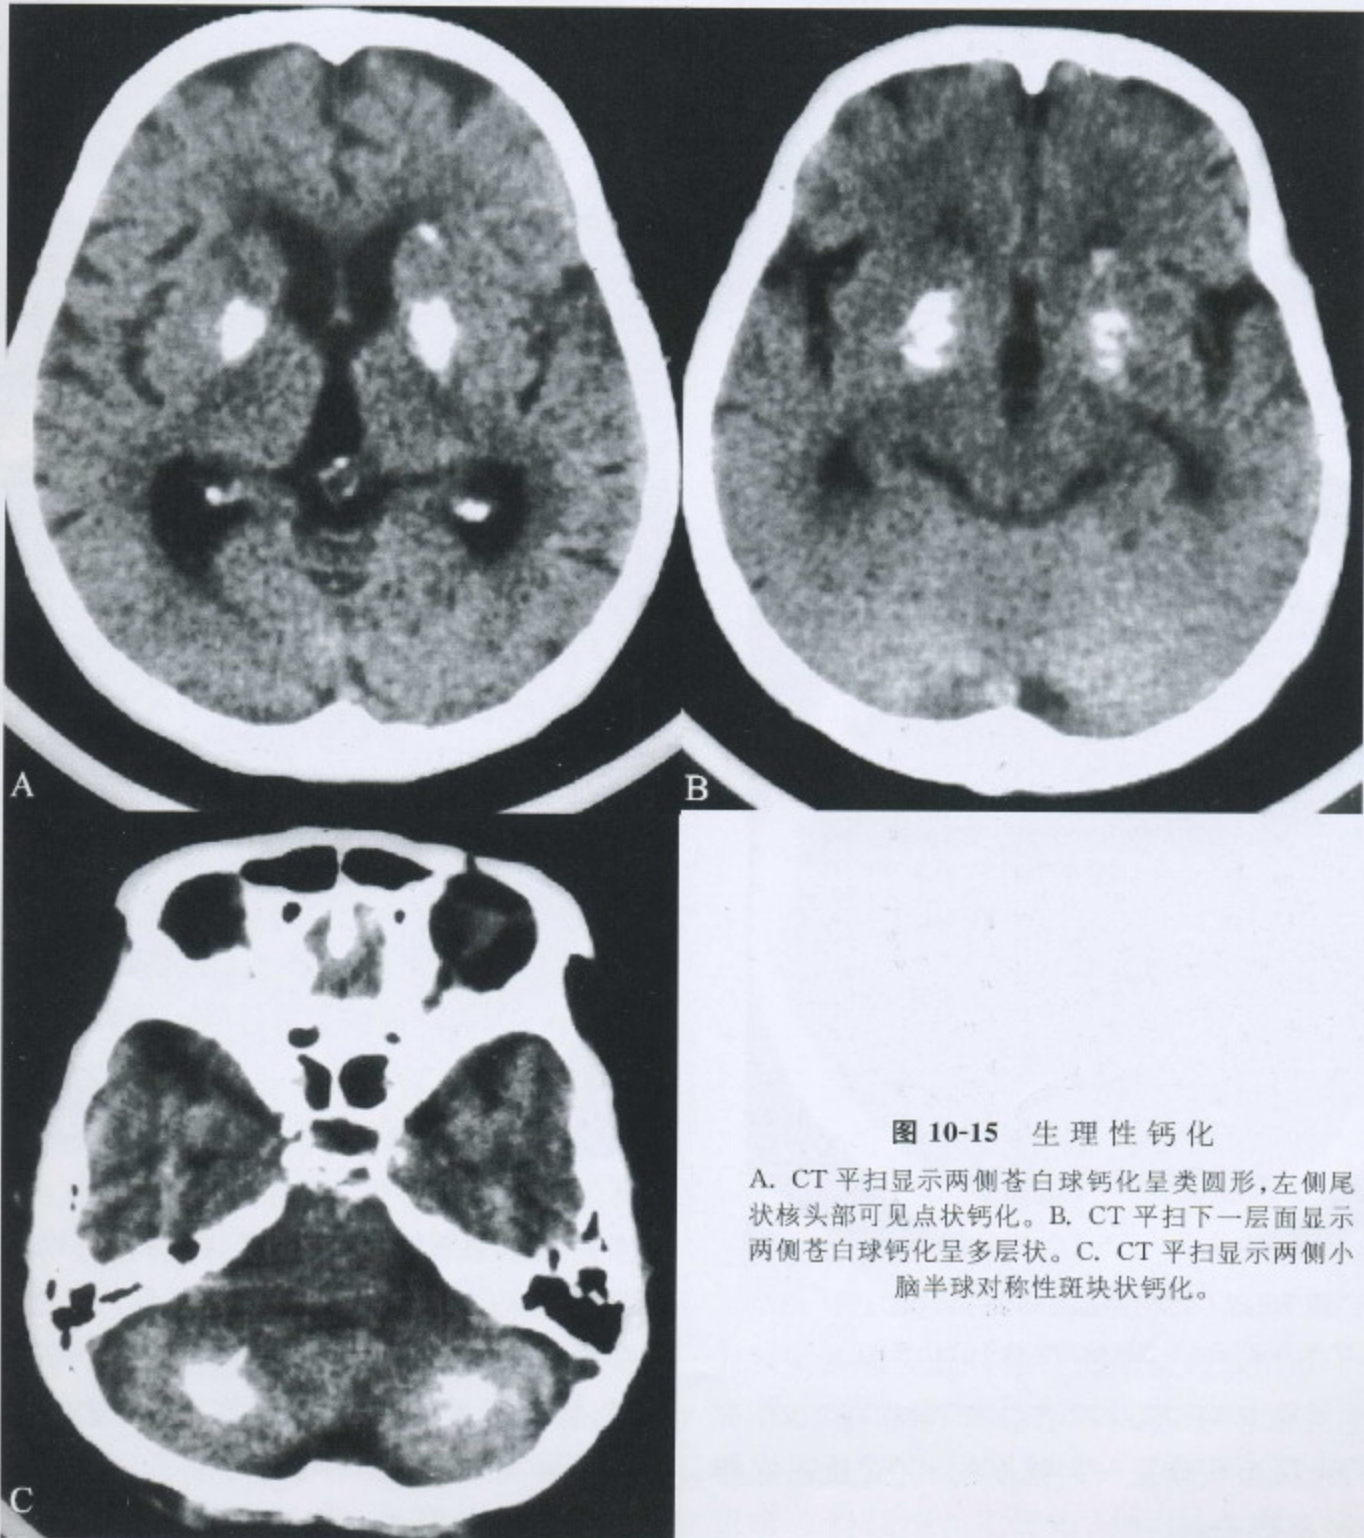 A
B
C
图 10-15 生理性钙化
A. CT 平扫显示两侧苍白球钙化呈类圆形,左侧尾
状核头部可见点状钙化。B. CT 平扫下一层面显示
两侧苍白球钙化呈多层状。C. CT 平扫显示两侧小
脑半球对称性斑块状钙化。